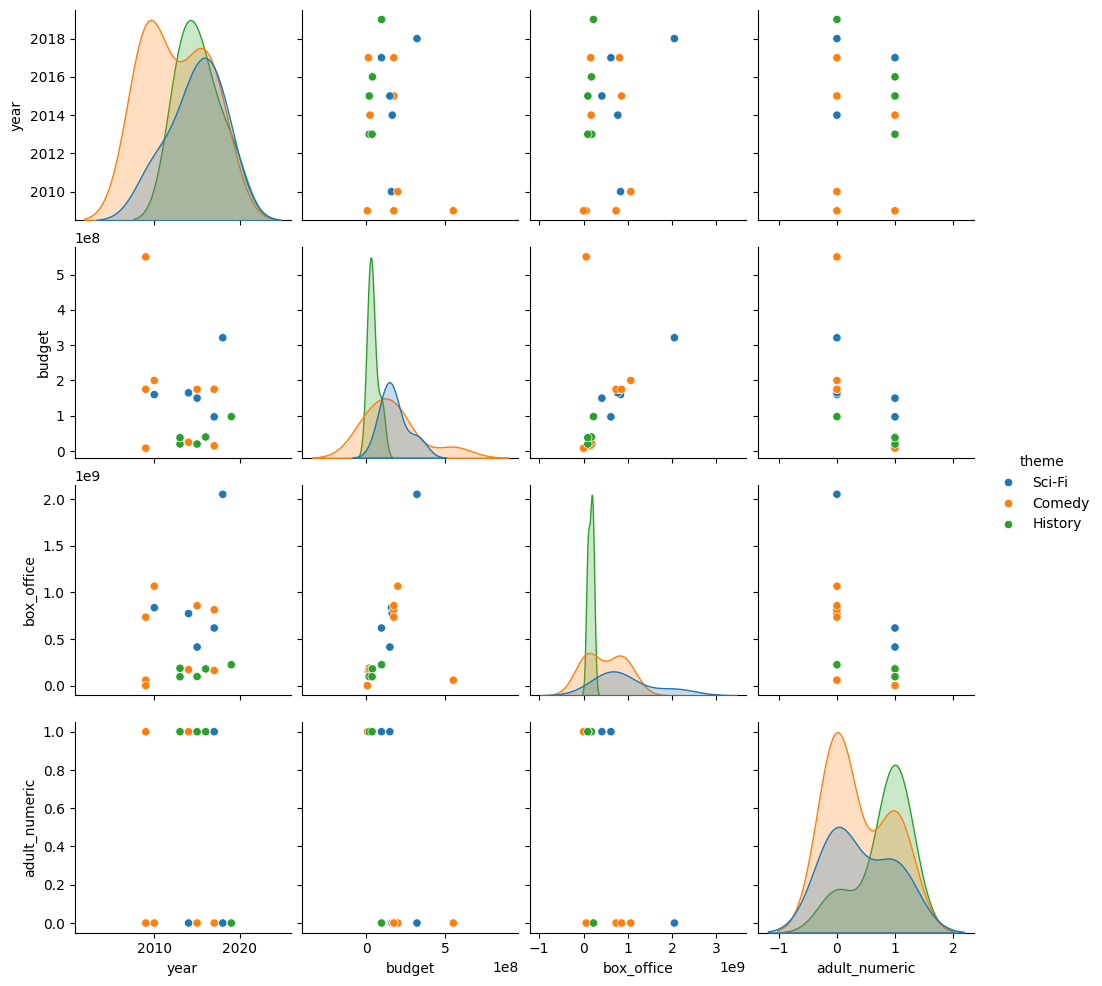 2018
2016
2014
2012
2010
year
1e8
5
4
3
2
1
0
budget
1e9
2.0
1.5
1.0
0.5
0.0
box_office
theme
Sci-Fi
Comedy
History
1.0
0.8
0.6
0.4
0.2
0.0
adult_numeric
2010 2020
year
0 5
1e8
budget
−1 0 1 2 3
1e9
box_office
−1 0 1 2
adult_numeric